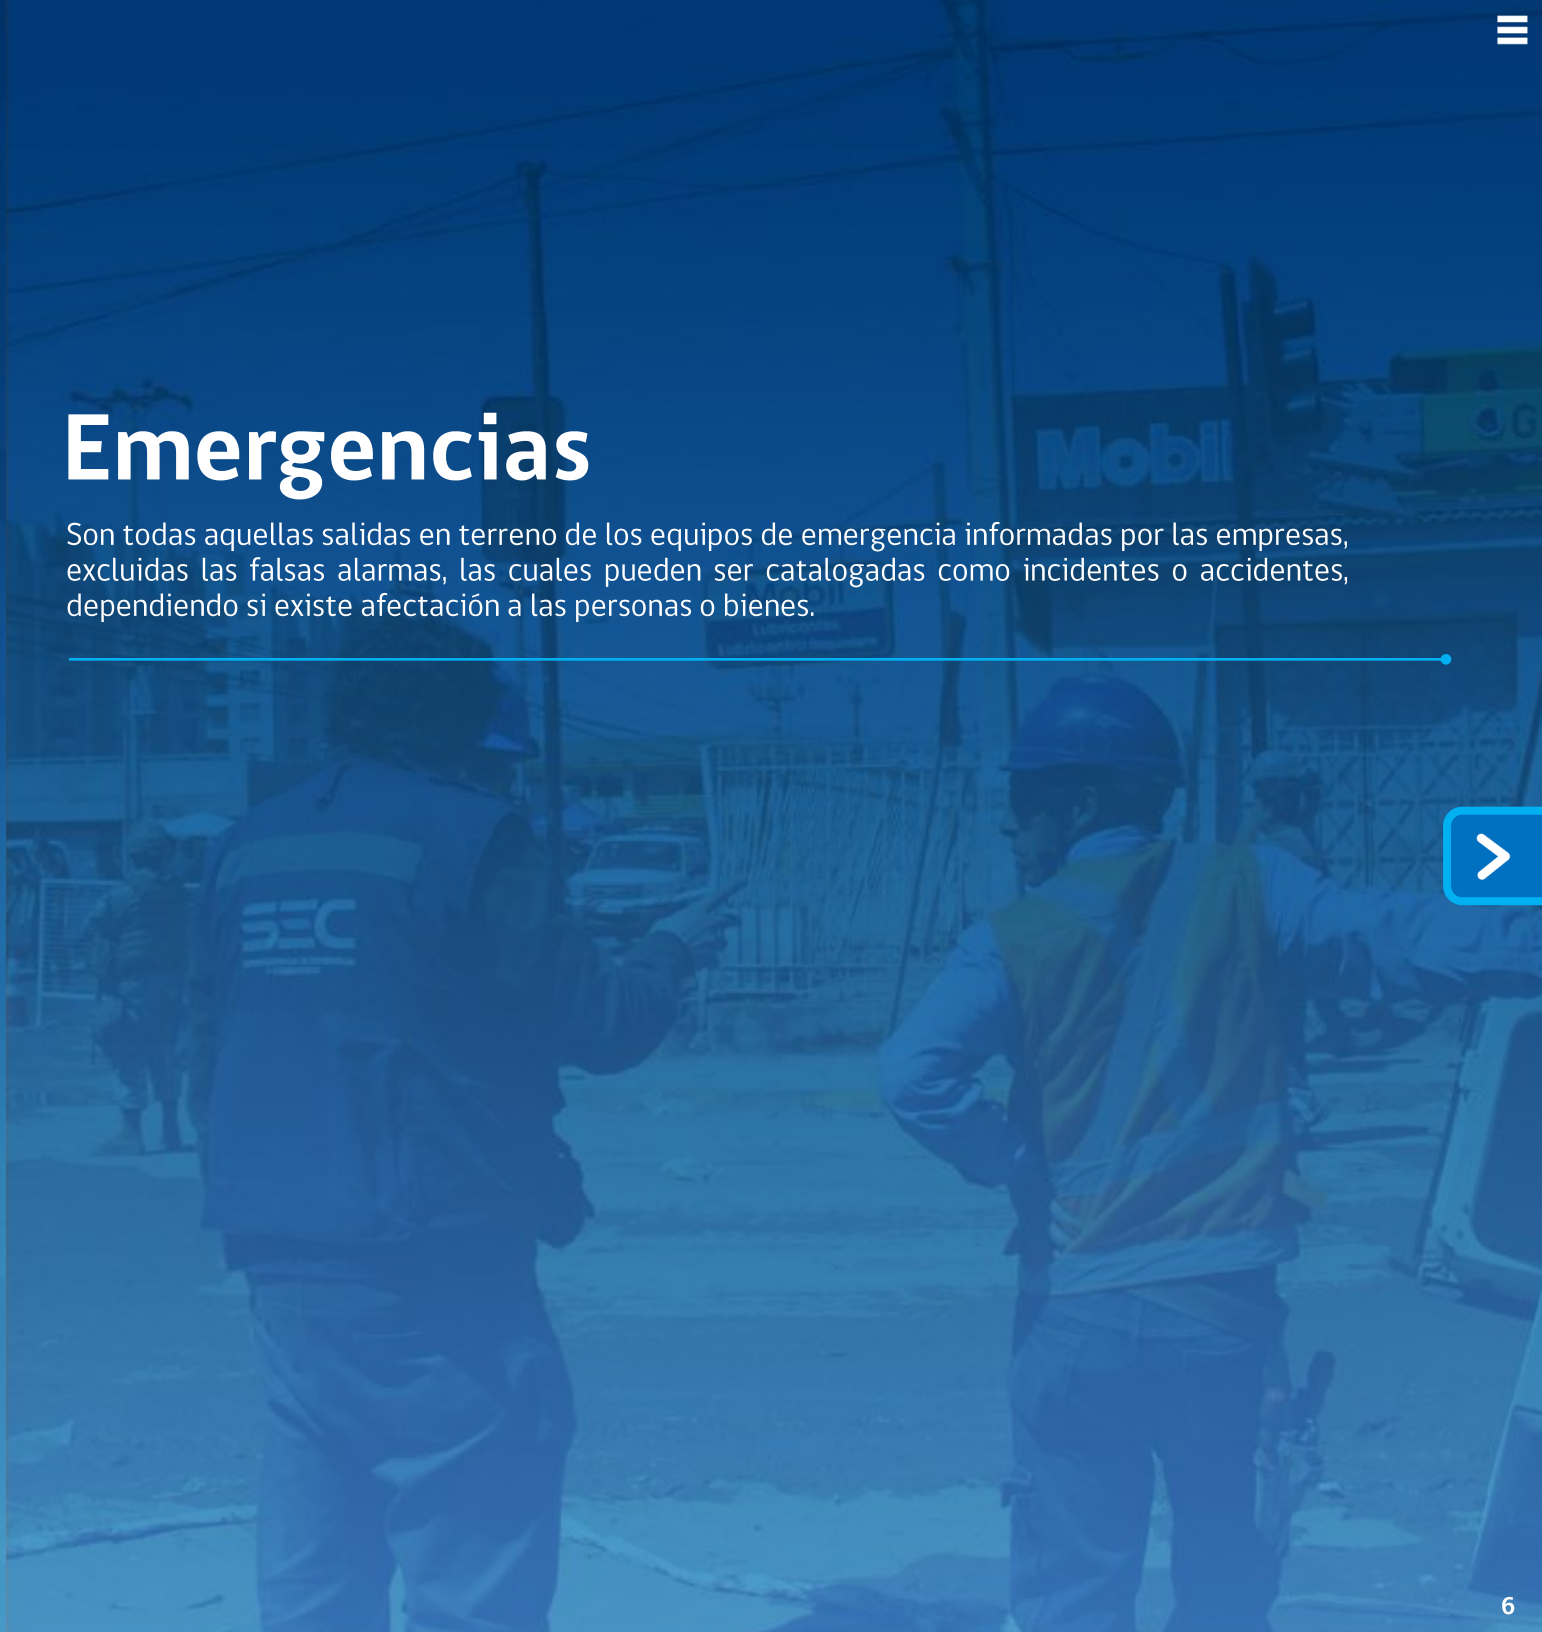 Mobil
G
Emergencias
Son todas aquellas salidas en terreno de los equipos de emergencia informadas por las empresas,
excluidas las falsas alarmas, las cuales pueden ser catalogadas como incidentes o accidentes,
dependiendo si existe afectación a las personas o bienes.
Mobil
Lubricantes
SEC
6